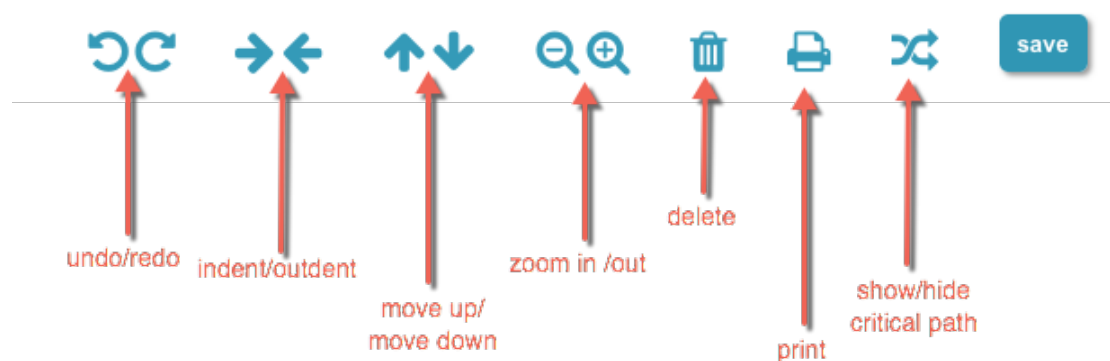 save
undo/redo
indent/outdent
move up/
move down
zoom in /out
delete
print
show/hide
critical path